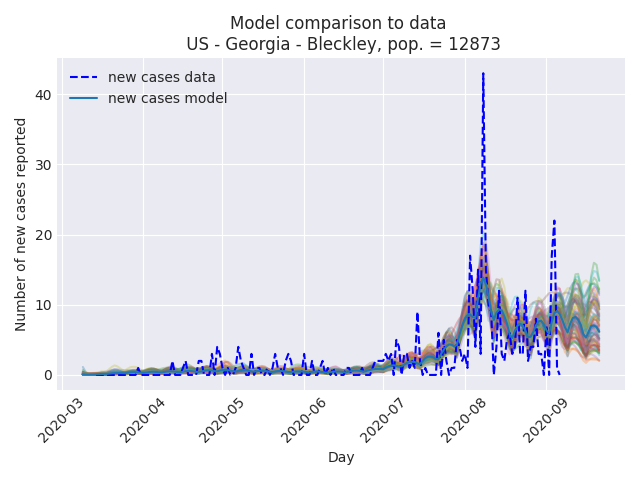 Model comparison to data
US - Georgia - Bleckley, pop. = 12873
new cases data
new cases model
Number of new cases reported
40
30
20
10
0
2020-03
2020-04
2020-05
2020-06
2020-07
2020-08
2020-09
Day